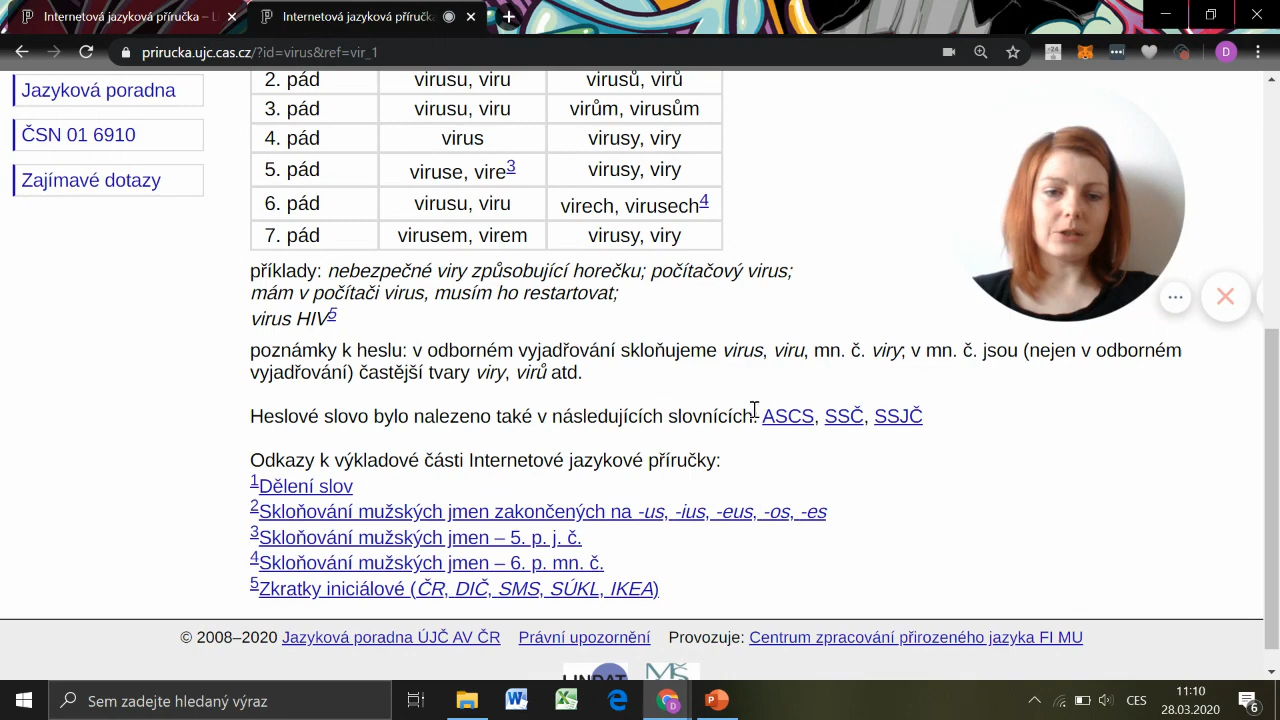 Internetová jazyková příručka – L
Internetová jazyková příručka
prirucka.ujc.cas.cz/?id=virus&ref=vir_1
+24
D
Jazyková poradna
ČSN 01 6910
Zajímavé dotazy
2. pád virusu, viru virusů, virů
3. pád virusu, viru virům, virusům
4. pád virus virusy, viry
5. pád viruse, vire3 virusy, viry
6. pád virusu, viru virech, virusech4
7. pád virusem, virem virusy, viry
příklady: nebezpečné viry způsobující horečku; počítačový virus;
mám v počítači virus, musím ho restartovat;
virus HIV5
poznámky k heslu: v odborném vyjadřování skloňujeme virus, viru, mn. č. viry; v mn. č. jsou (nejen v odborném
vyjadřování) častější tvary viry, virů atd.
Heslové slovo bylo nalezeno také v následujících slovnících: ASCS, SSČ, SSJČ
Odkazy k výkladové části Internetové jazykové příručky:
1Dělení slov
2Skloňování mužských jmen zakončených na -us, -ius, -eus, -os, -es
3Skloňování mužských jmen – 5. p. j. č.
4Skloňování mužských jmen – 6. p. mn. č.
5Zkratky iniciálové (ČR, DIČ, SMS, SÚKL, IKEA)
© 2008–2020 Jazyková poradna ÚJČ AV ČR Právní upozornění Provozuje: Centrum zpracování přirozeného jazyka FI MU
Sem zadejte hledaný výraz
CES
11:10
28.03.2020
6